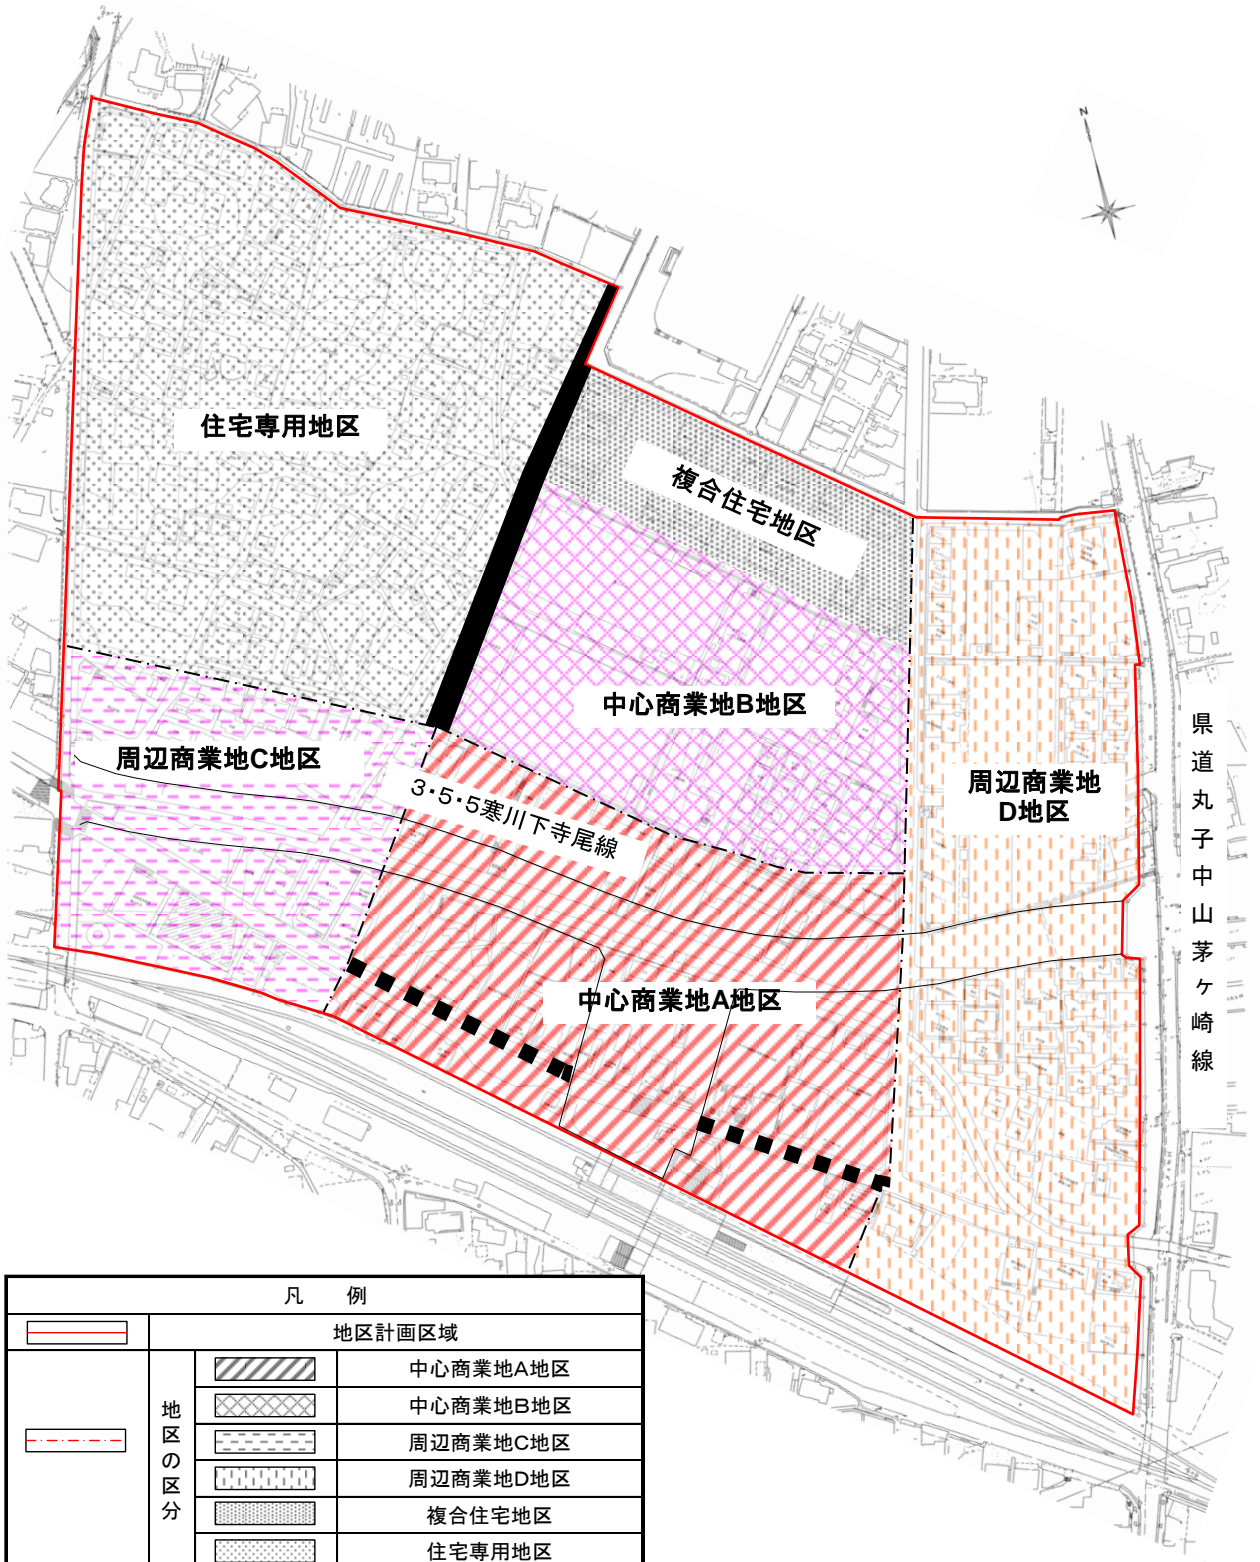 N
住宅専用地区
複合住宅地区
中心商業地B地区
周辺商業地C地区
3・5・5寒川下寺尾線
周辺商業地
D地区
県道丸子中山茅ヶ崎線
中心商業地A地区
凡 例
地区計画区域
地区の区分
中心商業地A地区
中心商業地B地区
周辺商業地C地区
周辺商業地D地区
複合住宅地区
住宅専用地区